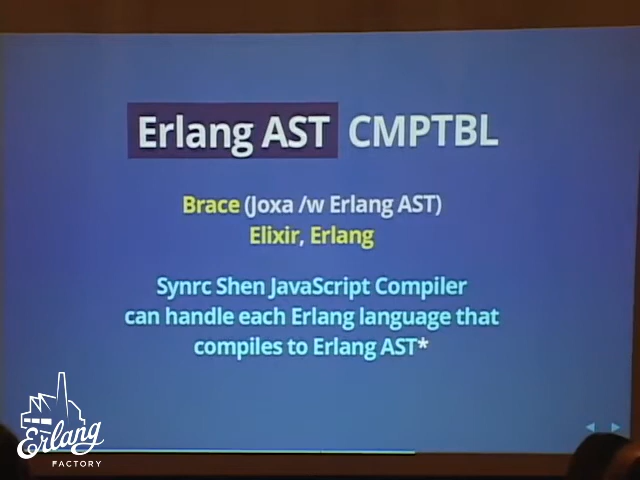 Erlang AST CMPTBL
Brace (Joxa /w Erlang AST)
Elixir, Erlang
Synrc Shen JavaScript Compiler
can handle each Erlang language that
compiles to Erlang AST*
Erlang
FACTORY